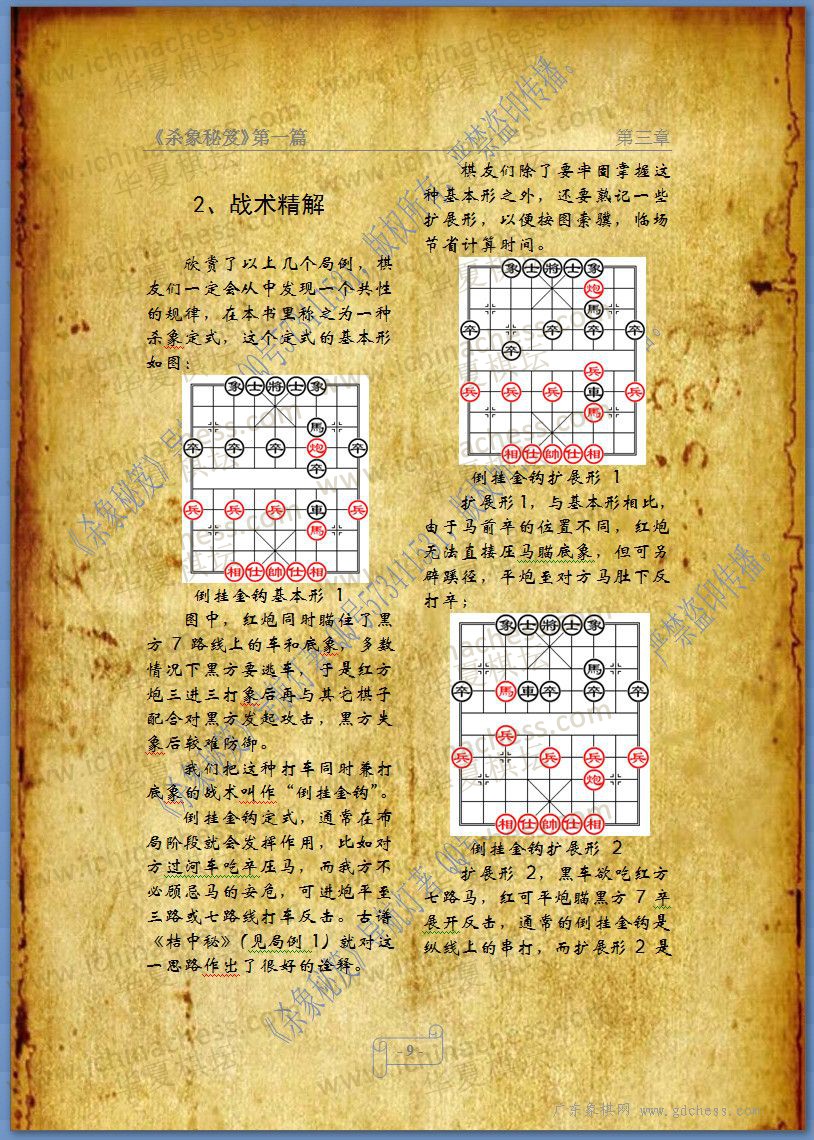 《杀象秘笈》第一篇
第三章
2、战术精解
欣赏了以上几个局例，棋
友们一定会从中发现一个共性
的规律，在本书里称之为一种
杀象定式，这个定式的基本形
如图：
象士將士象
馬
卒卒卒炮卒
卒
兵兵兵車兵
馬
相仕帥仕相
倒挂金钩基本形 1
图中，红炮同时瞄住了黑
方 7 路线上的车和底象，多数
情况下黑方要逃车，于是红方
炮三进三打象后再与其它棋子
配合对黑方发起攻击，黑方失
象后较难防御。
我们把这种打车同时兼打
底象的战术叫作“倒挂金钩”。
倒挂金钩定式，通常在布
局阶段就会发挥作用，比如对
方过河车吃卒压马，而我方不
必顾忌马的安危，可进炮平至
三路或七路线打车反击。古谱
《桔中秘》（见局例 1）就对这
一思路作出了很好的诠释。
棋友们除了要牢固掌握这
种基本形之外，还要熟记一些
扩展形，以便按图索骥，临场
节省计算时间。
象士將士象
炮
馬
卒卒卒卒
卒
兵
兵兵兵車兵
馬
相仕帥仕相
倒挂金钩扩展形 1
扩展形 1，与基本形相比，
由于马前卒的位置不同，红炮
无法直接压马瞄底象，但可另
辟蹊径，平炮至对方马肚下反
打卒；
象士將士象
馬
卒馬車卒卒卒
兵
兵兵兵兵
炮
相仕帥仕相
倒挂金钩扩展形 2
扩展形 2，黑车欲吃红方
七路马，红可平炮瞄黑方 7 卒
展开反击，通常的倒挂金钩是
纵线上的串打，而扩展形 2 是
- 9 -
广东象棋网 www.gdchess.com